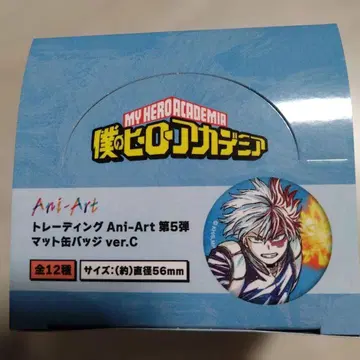 MY HERO ACADEMIA
僕のヒーローアカデミア
Ani-Art
トレーディング Ani-Art 第5弾
マット缶バッジ ver.C
全12種
サイズ:(約)直径56mm